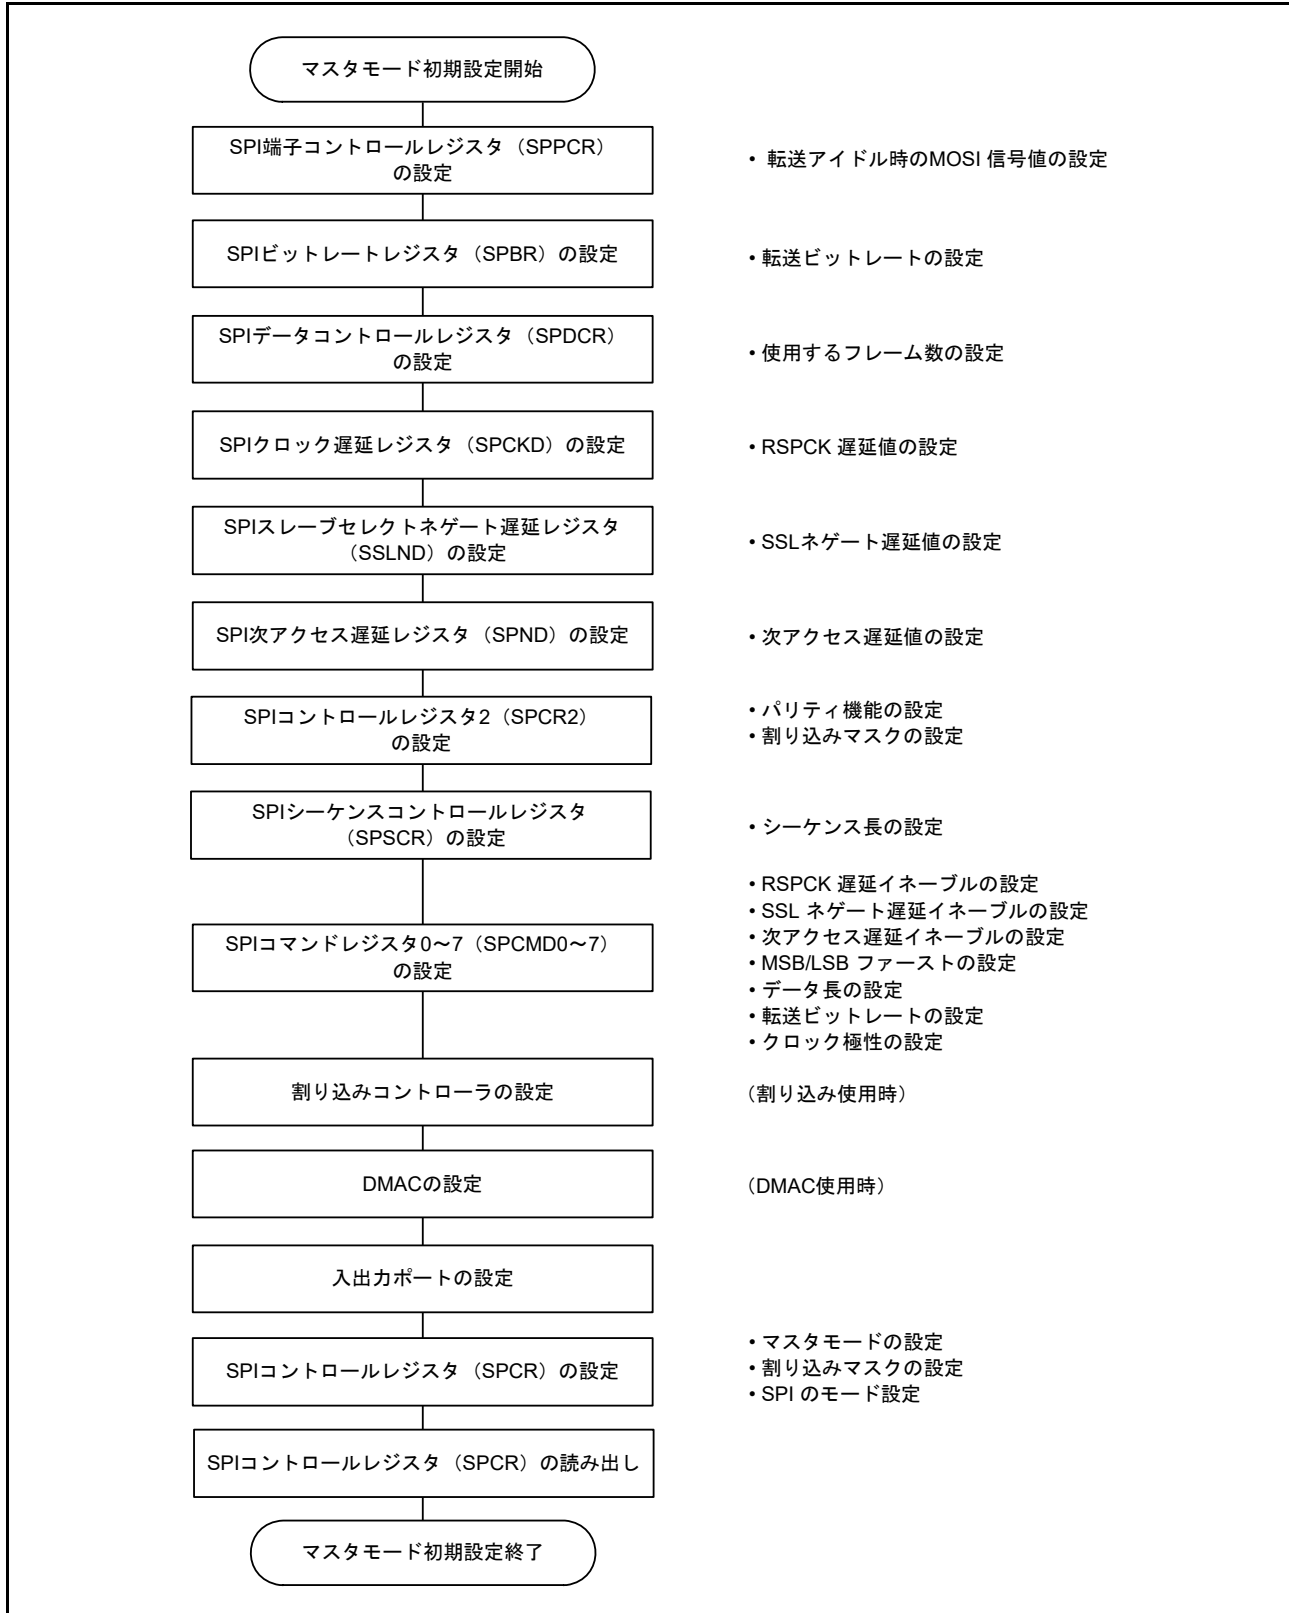 マスタモード初期設定開始
SPI端子コントロールレジスタ（SPPCR）
の設定
• 転送アイドル時のMOSI 信号値の設定
SPIビットレートレジスタ（SPBR）の設定
• 転送ビットレートの設定
SPIデータコントロールレジスタ（SPDCR）
の設定
• 使用するフレーム数の設定
SPIクロック遅延レジスタ（SPCKD）の設定
• RSPCK 遅延値の設定
SPIスレーブセレクトネゲート遅延レジスタ
（SSLND）の設定
• SSLネゲート遅延値の設定
SPI次アクセス遅延レジスタ（SPND）の設定
• 次アクセス遅延値の設定
SPIコントロールレジスタ2（SPCR2）
の設定
• パリティ機能の設定
• 割り込みマスクの設定
SPIシーケンスコントロールレジスタ
（SPSCR）の設定
• シーケンス長の設定
SPIコマンドレジスタ0～7（SPCMD0～7）
の設定
• RSPCK 遅延イネーブルの設定
• SSL ネゲート遅延イネーブルの設定
• 次アクセス遅延イネーブルの設定
• MSB/LSB ファーストの設定
• データ長の設定
• 転送ビットレートの設定
• クロック極性の設定
割り込みコントローラの設定
（割り込み使用時）
DMACの設定
（DMAC使用時）
入出力ポートの設定
SPIコントロールレジスタ（SPCR）の設定
• マスタモードの設定
• 割り込みマスクの設定
• SPI のモード設定
SPIコントロールレジスタ（SPCR）の読み出し
マスタモード初期設定終了